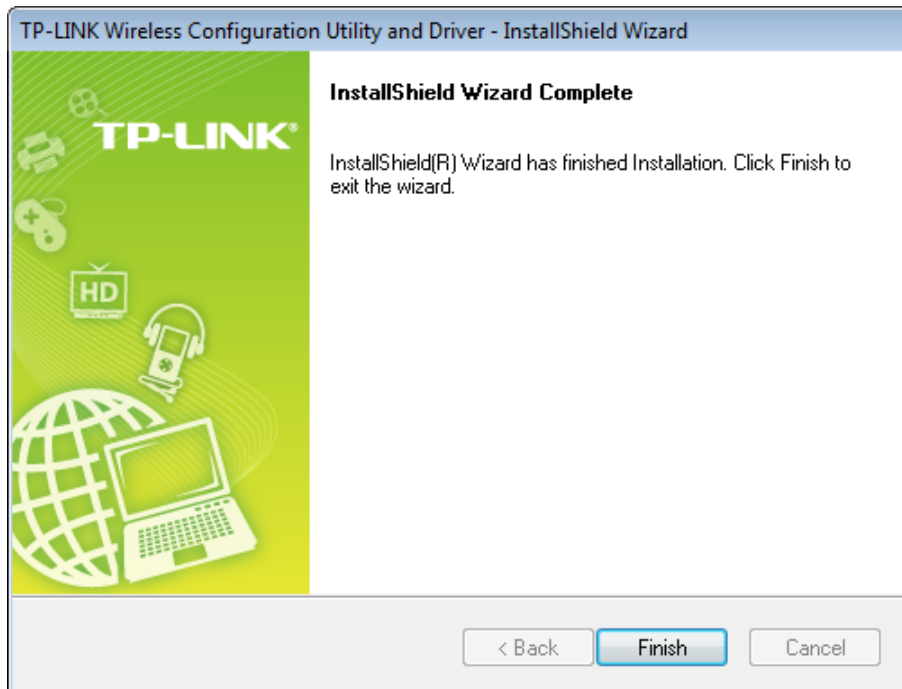 TP-LINK Wireless Configuration Utility and Driver - InstallShield Wizard
TP-LINK®
InstallShield Wizard Complete
InstallShield(R) Wizard has finished Installation. Click Finish to
exit the wizard.
HD
< Back
Finish
Cancel